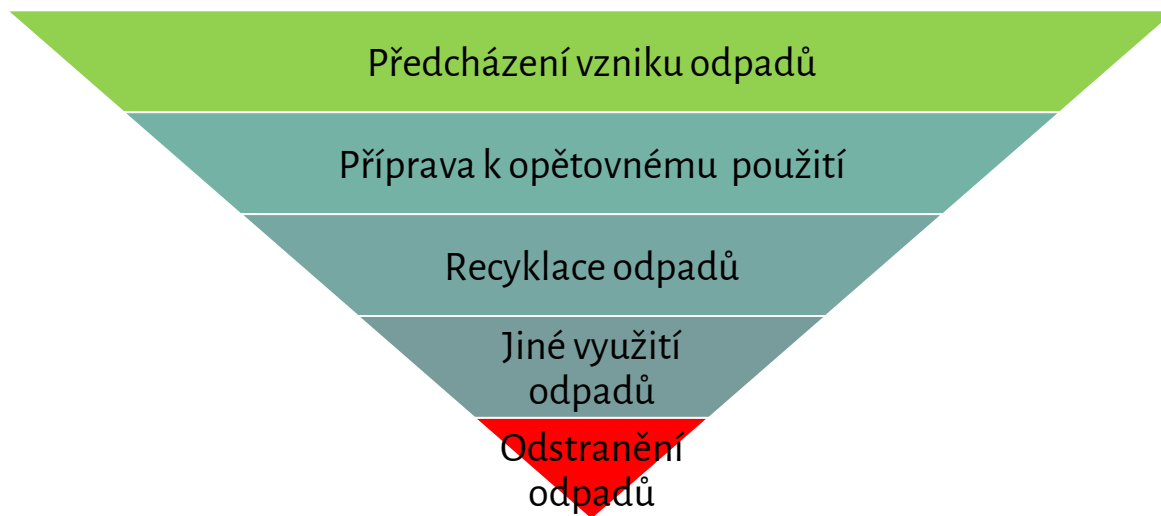 Předcházení vzniku odpadů
Příprava k opětovnému  použití
Recyklace odpadů
Jiné využití
odpadů
Odstranění
odpadů